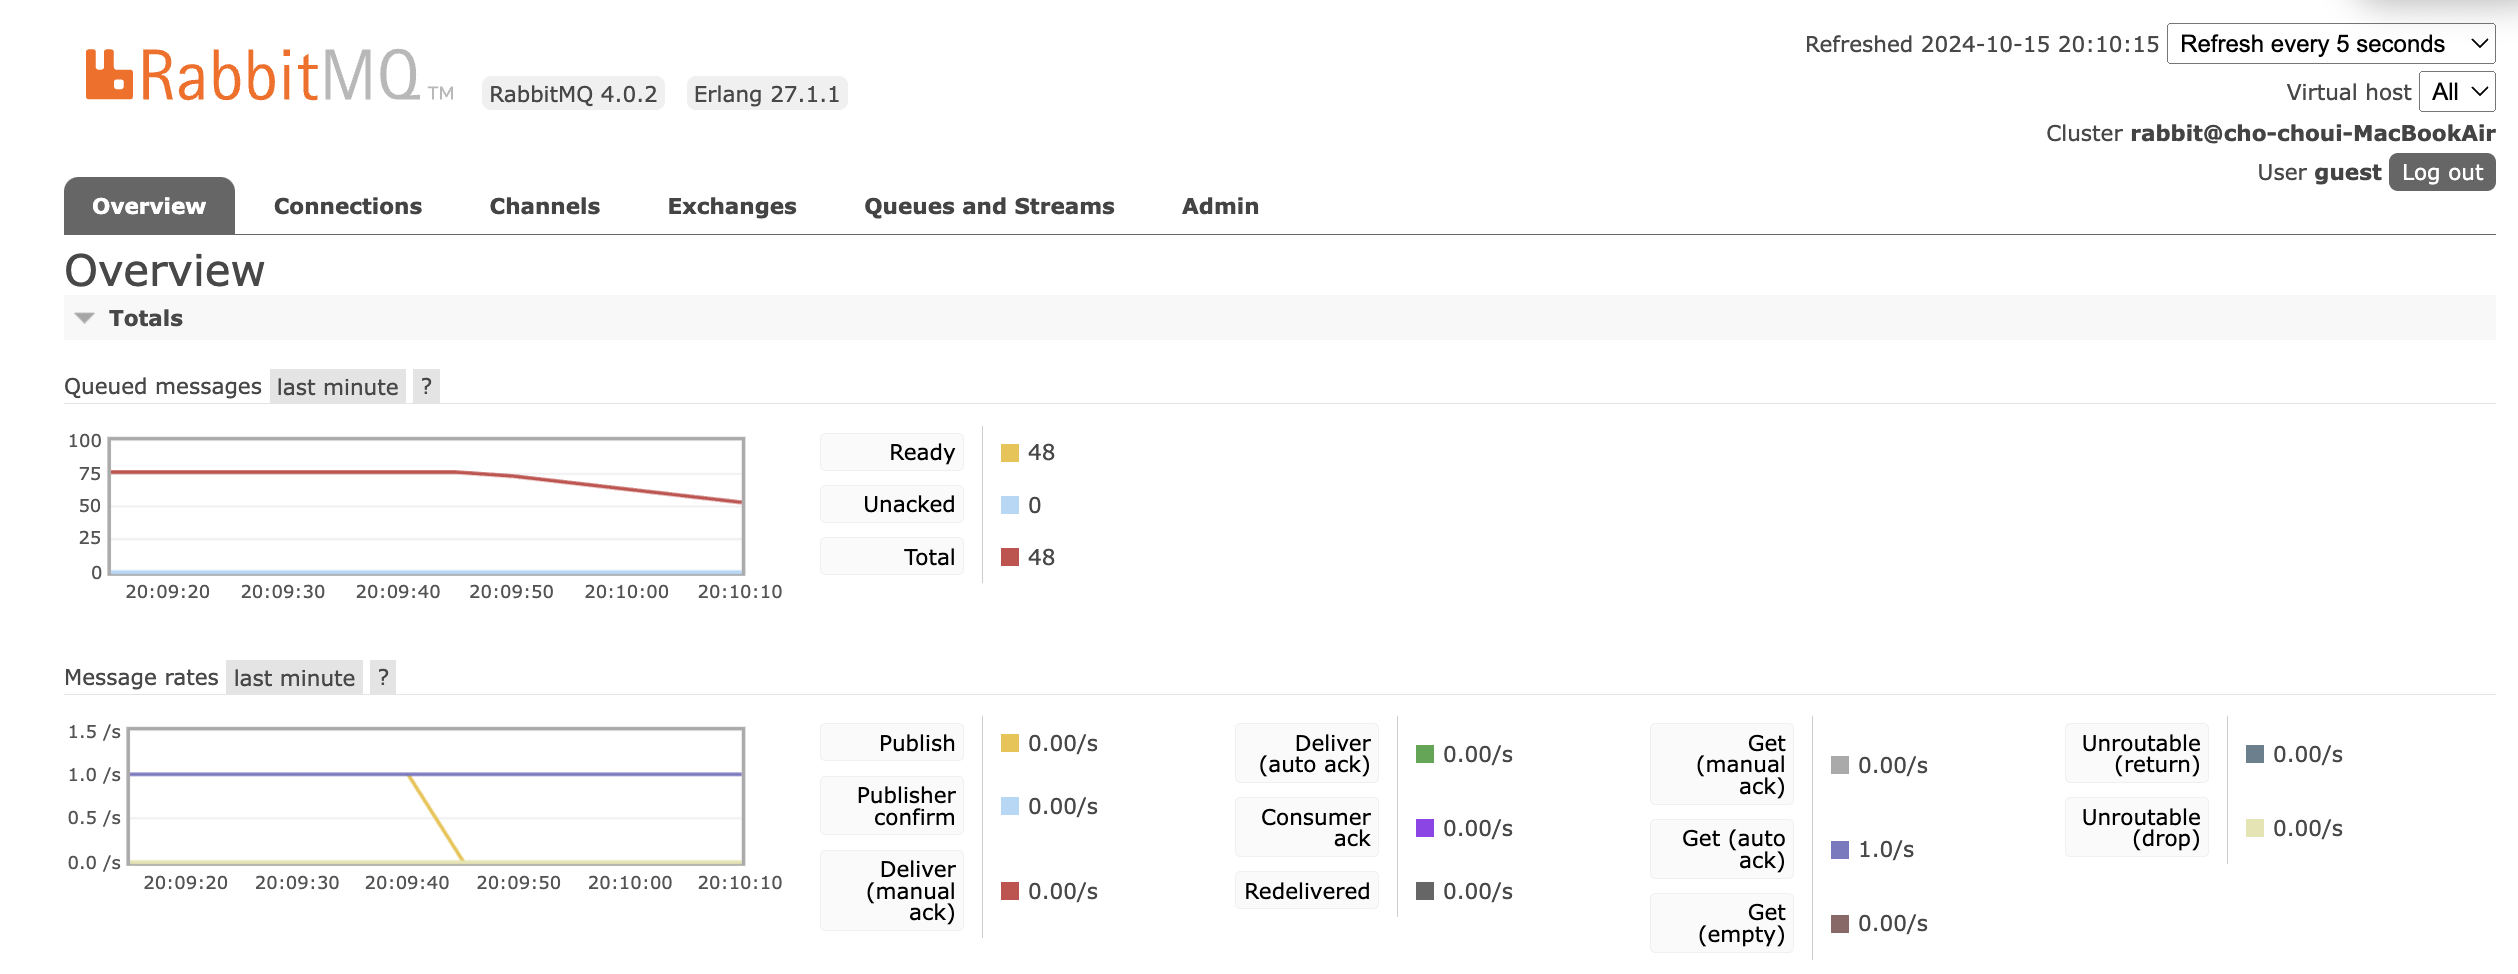 RabbitMQ TM RabbitMQ 4.0.2 Erlang 27.1.1
Refreshed 2024-10-15 20:10:15 Refresh every 5 seconds
Virtual host All
Cluster rabbit@cho-choui-MacBookAir
User guest Log out
Overview Connections Channels Exchanges Queues and Streams Admin
Overview
Totals
Queued messages last minute ?
100
75
50
25
0
20:09:20 20:09:30 20:09:40 20:09:50 20:10:00 20:10:10
Ready 48
Unacked 0
Total 48
Message rates last minute ?
1.5 /s
1.0 /s
0.5 /s
0.0 /s
20:09:20 20:09:30 20:09:40 20:09:50 20:10:00 20:10:10
Publish 0.00/s
Publisher
confirm 0.00/s
Deliver
(manual 0.00/s
ack)
Deliver
(auto ack) 0.00/s
Consumer
ack 0.00/s
Redelivered 0.00/s
Get
(manual 0.00/s
ack)
Get (auto
ack) 1.0/s
Get
(empty) 0.00/s
Unroutable
(return) 0.00/s
Unroutable
(drop) 0.00/s